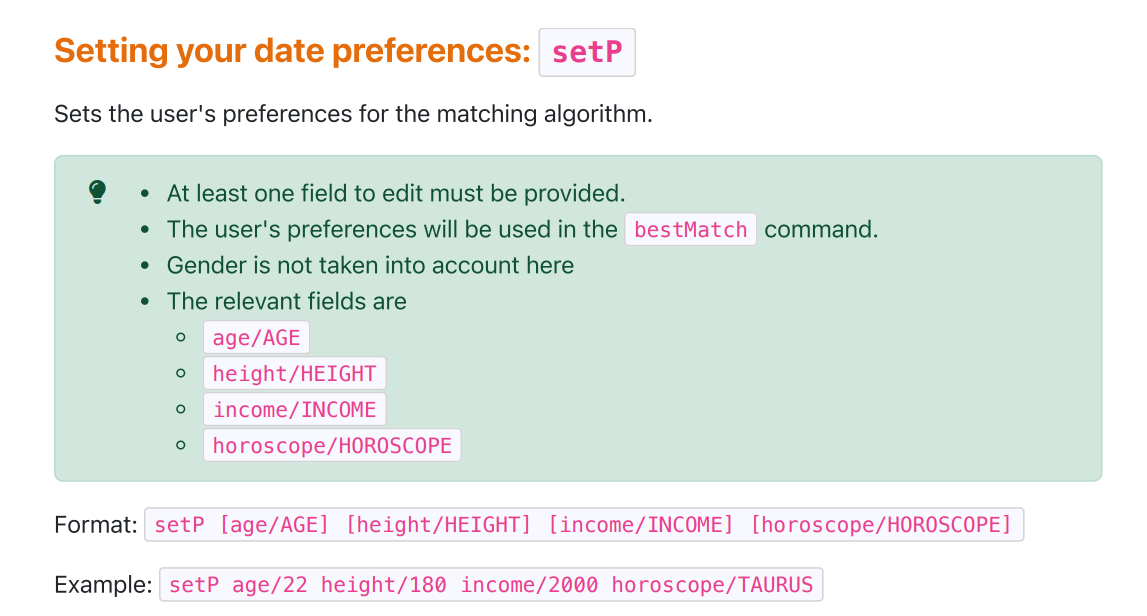 Setting your date preferences: setP
Sets the user's preferences for the matching algorithm.
At least one field to edit must be provided.
The user's preferences will be used in the bestMatch command.
Gender is not taken into account here
The relevant fields are
age/AGE
height/HEIGHT
income/INCOME
horoscope/HOROSCOPE
Format: setP [age/AGE] [height/HEIGHT] [income/INCOME] [horoscope/HOROSCOPE]
Example: setP age/22 height/180 income/2000 horoscope/TAURUS